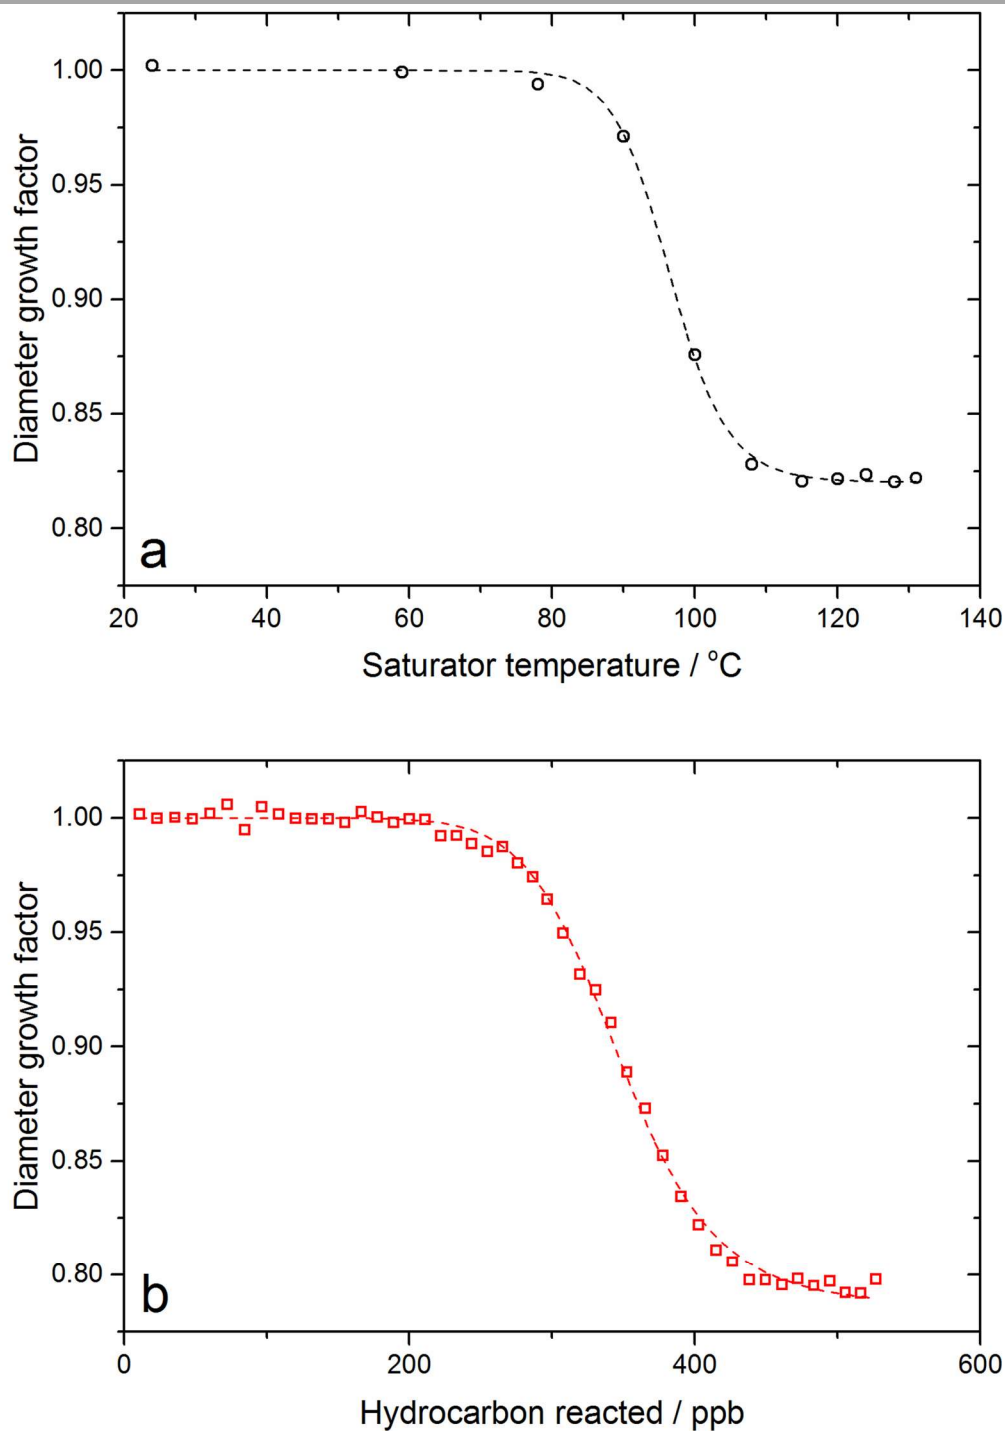 1.00
0.95
0.90
0.85
0.80
Diameter growth factor
a
20 40 60 80 100 120 140
Saturator temperature / °C
1.00
0.95
0.90
0.85
0.80
Diameter growth factor
b
0 200 400 600
Hydrocarbon reacted / ppb